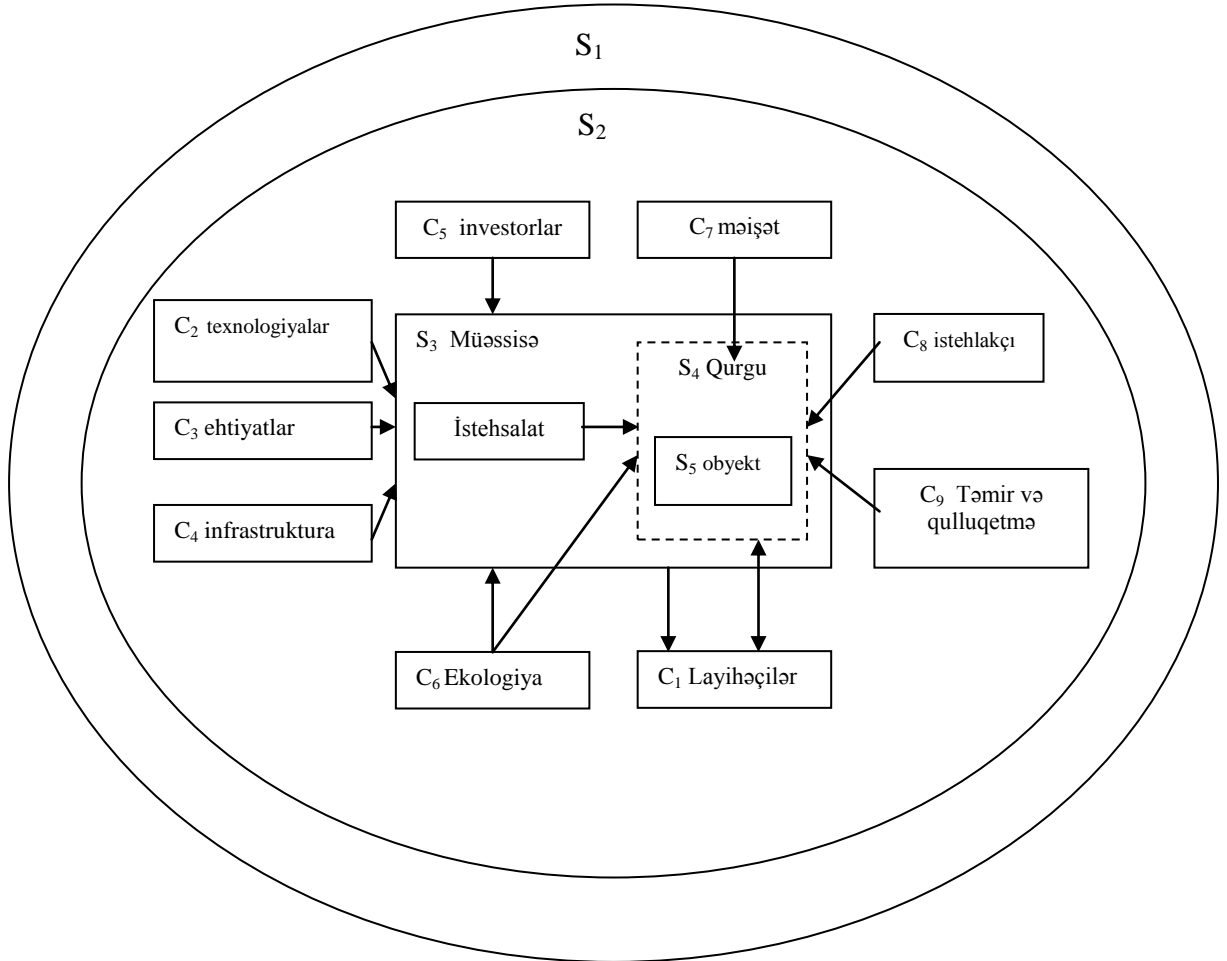 S₁
S₂
C₅ investorlar
C₇ məişət
C₂ texnologiyalar
S₃ Müəssisə
C₈ istehlakçı
S₄ Qurgu
C₃ ehtiyatlar
İstehsalat
S₅ obyekt
C₄ infrastruktura
C₉ Təmir və
qulluqetmə
C₆ Ekologiya
C₁ Layihəçilər